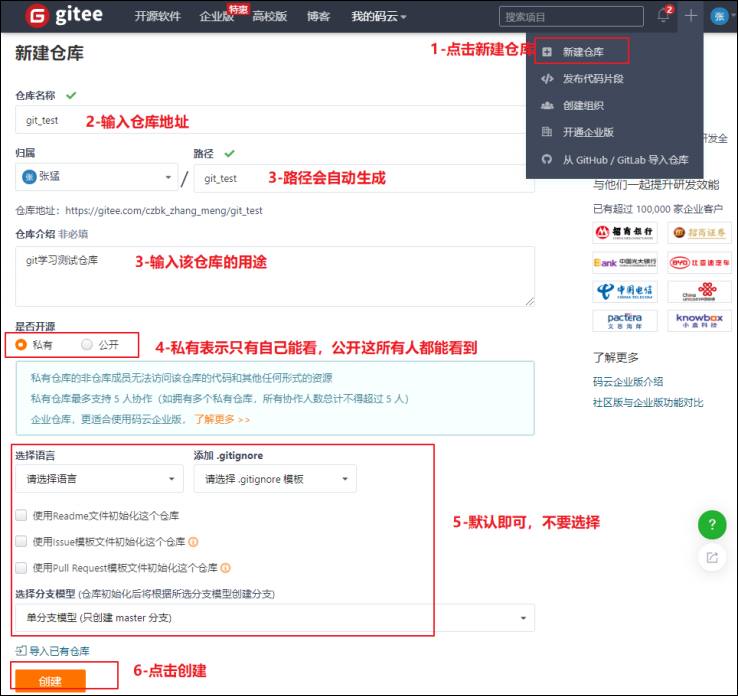 gitee 开源软件 企业版 特惠 高校版 博客 我的码云 搜索项目 2 张
新建仓库
1-点击新建仓库
新建仓库
发布代码片段
创建组织
开通企业版
从 GitHub / GitLab 导入仓库
仓库名称
git_test
2-输入仓库地址
归属 路径
张 张猛 / git_test
3-路径会自动生成
仓库地址：https://gitee.com/czbk_zhang_meng/git_test
仓库介绍 非必填
git学习测试仓库
3-输入该仓库的用途
是否开源
私有 公开
4-私有表示只有自己能看，公开这所有人都能看到
私有仓库的非仓库成员无法访问该仓库的代码和其他任何形式的资源
私有仓库最多支持 5 人协作（如拥有多个私有仓库，所有协作人数总计不得超过 5 人）
企业仓库，更适合使用码云企业版，了解更多 >>
选择语言 添加 .gitignore
请选择语言 请选择 .gitignore 模板
使用Readme文件初始化这个仓库
使用Issue模板文件初始化这个仓库
使用Pull Request模板文件初始化这个仓库
5-默认即可，不要选择
选择分支模型 (仓库初始化后将根据所选分支模型创建分支)
单分支模型 (只创建 master 分支)
导入已有仓库
创建
6-点击创建
研发全
与他们一起提升研发效能
已有超过 100,000 家企业客户
招商银行 招商证券
Bank 中国光大银行 BYD 比亚迪汽车
中国电信 CHINA TELECOM China unicom中国联通
pactera 文思海辉 knowbox 小盒科技
了解更多
码云企业版介绍
社区版与企业版功能对比
?